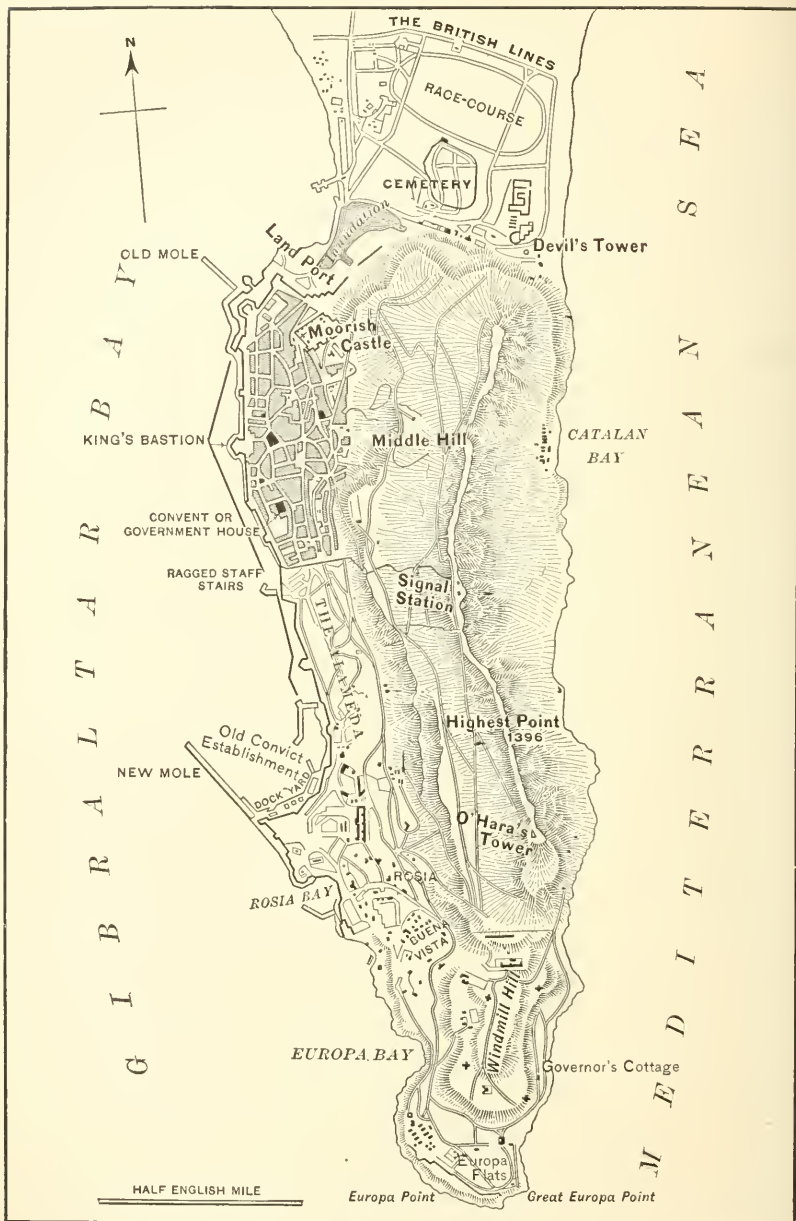 THE BRITISH LINES
N
RACE-COURSE
CEMETERY
Inundation
Land Port
Devil's Tower
OLD MOLE
Moorish
Castle
KING'S BASTION
Middle Hill
CATALAN
BAY
CONVENT OR
GOVERNMENT HOUSE
RAGGED STAFF
STAIRS
Signal
Station
THE ALAMEDA
GIBRALTAR BAY
MEDITERRANEAN SEA
Highest Point
1396
Old Convict
Establishment
NEW MOLE
DOCK YARD
O'Hara's
Tower
ROSIA
ROSIA BAY
BUENA
VISTA
Windmill Hill
EUROPA BAY
Governor's Cottage
Europa
Flats
HALF ENGLISH MILE
Europa Point
Great Europa Point